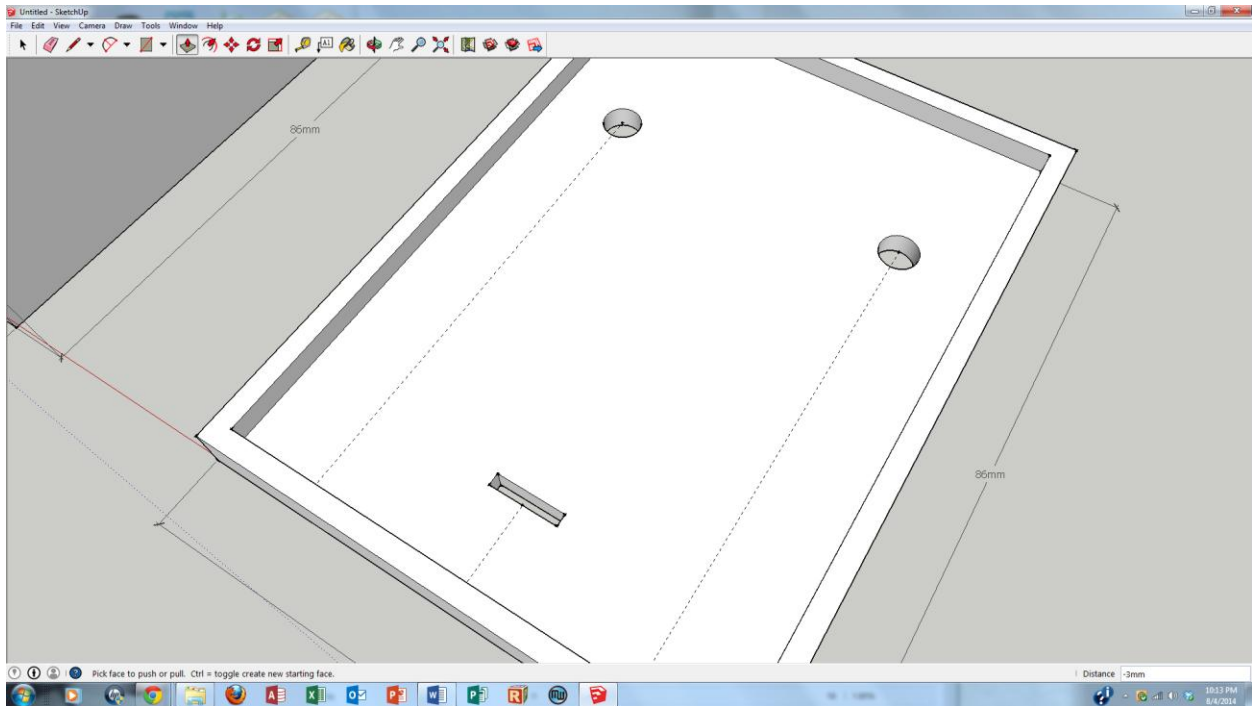 Untitled - SketchUp
File Edit View Camera Draw Tools Window Help
A1
86mm
86mm
Pick face to push or pull. Ctrl = toggle create new starting face.
Distance -3mm
10:13 PM
8/4/2014